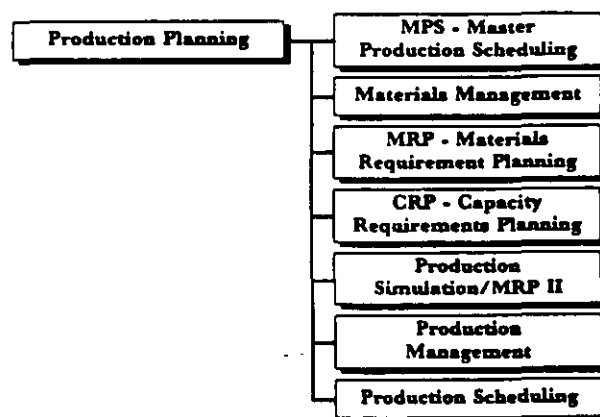 Production Planning
MPS - Master
Production Scheduling
Materials Management
MRP - Materials
Requirement Planning
CRP - Capacity
Requirements Planning
Production
Simulation/MRP II
Production
Management
Production Scheduling